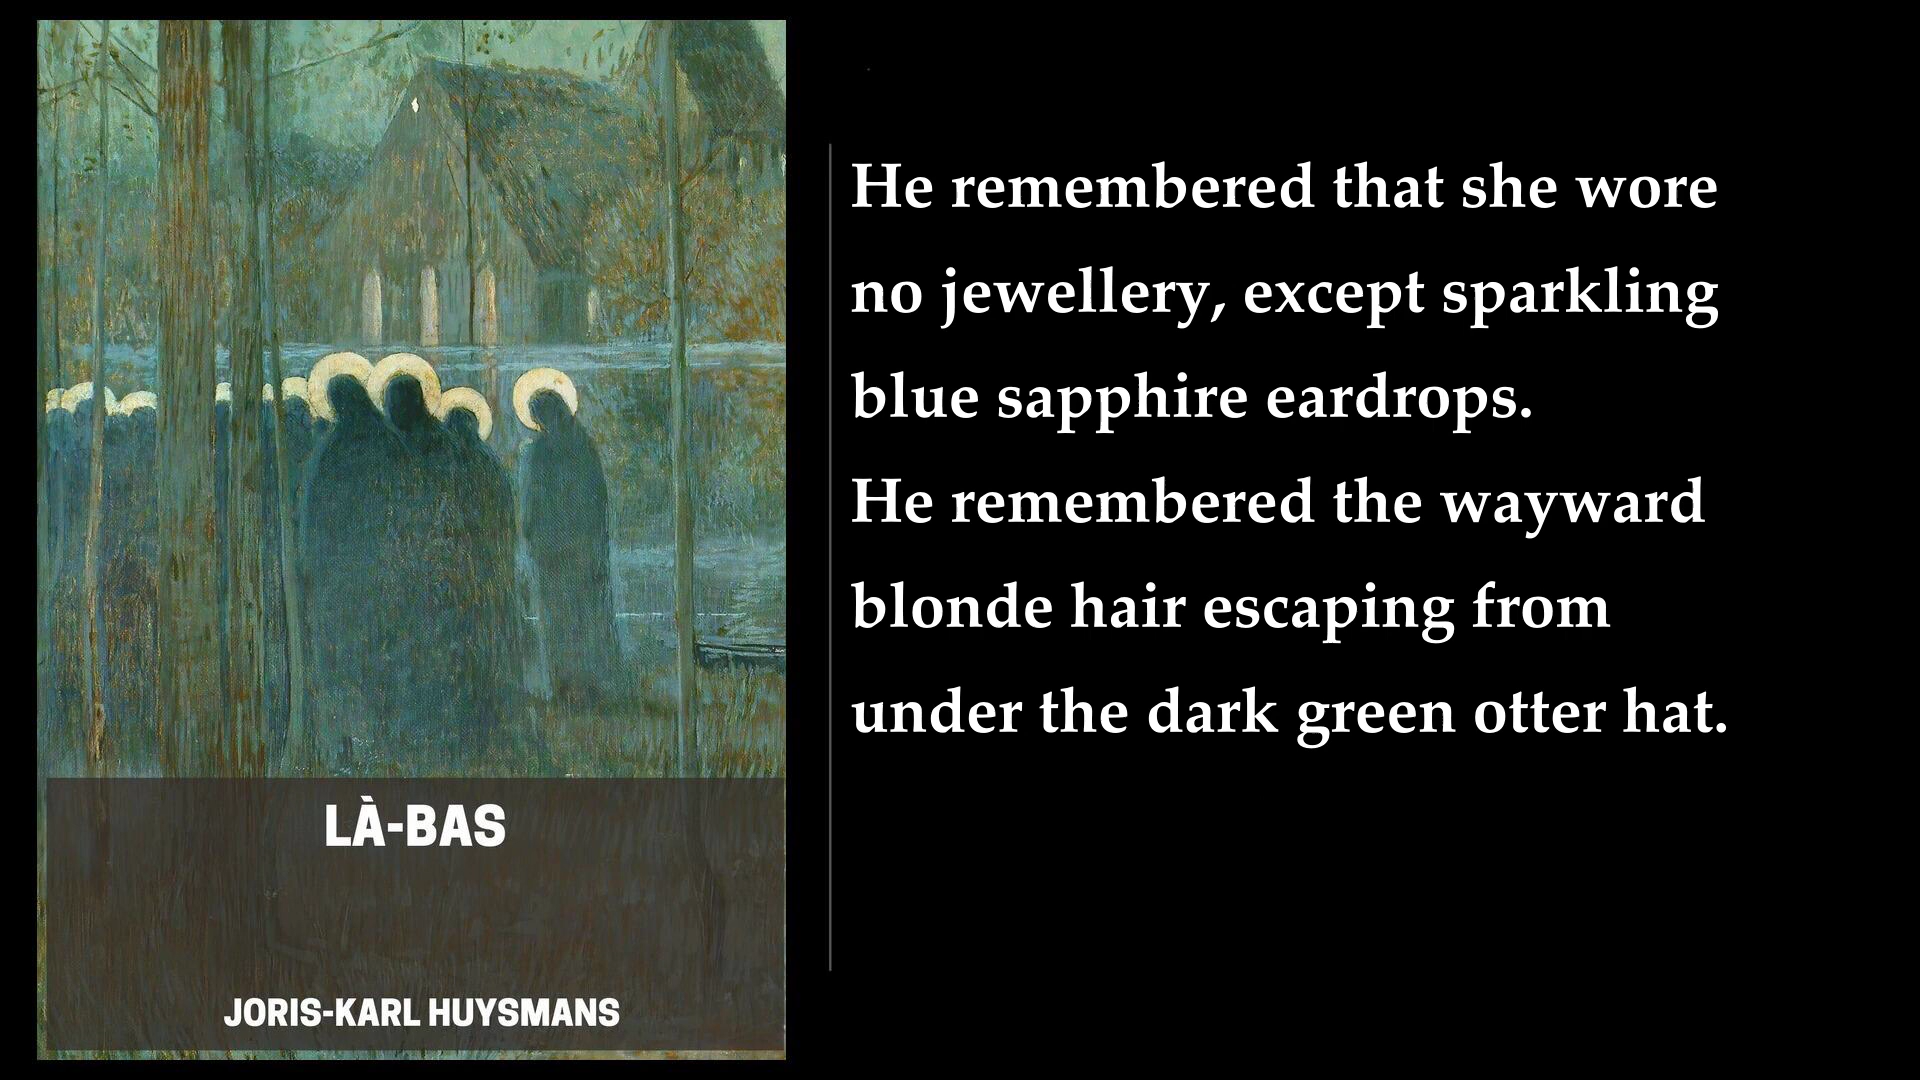 LÀ-BAS
JORIS-KARL HUYSMANS
He remembered that she wore
no jewellery, except sparkling
blue sapphire eardrops.
He remembered the wayward
blonde hair escaping from
under the dark green otter hat.